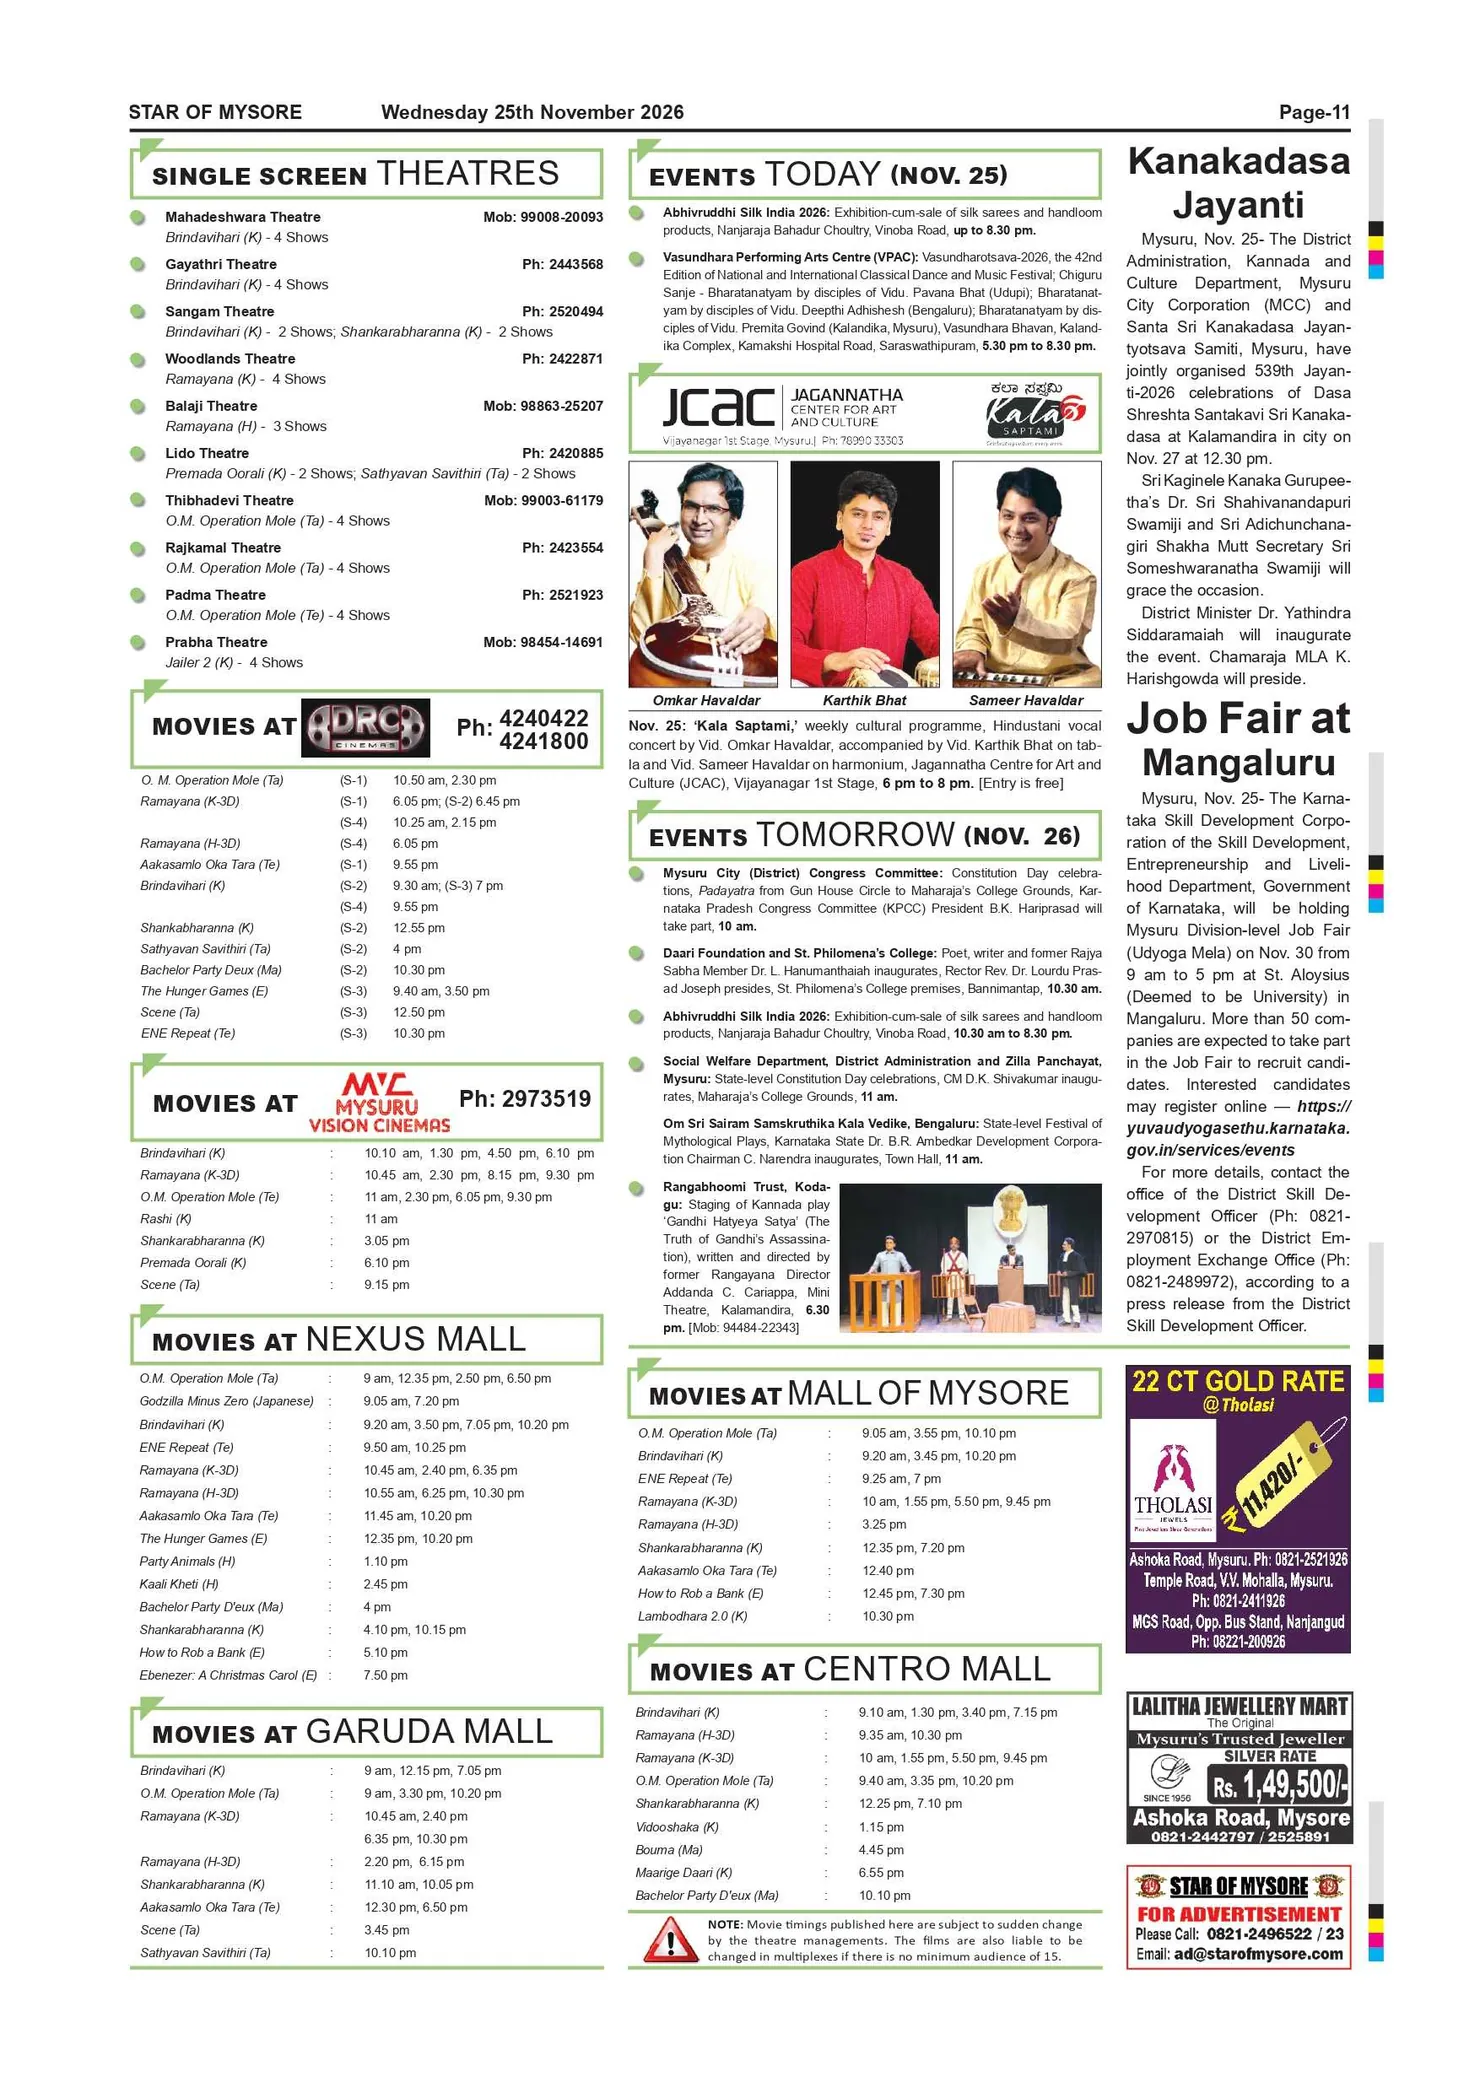 STAR OF MYSORE Wednesday 25th November 2026 Page-11
SINGLE SCREEN THEATRES
Mahadeshwara Theatre Mob: 99008-20093
Brindavihari (K) - 4 Shows
Gayathri Theatre Ph: 2443568
Brindavihari (K) - 4 Shows
Sangam Theatre Ph: 2520494
Brindavihari (K) - 2 Shows; Shankarabharanna (K) - 2 Shows
Woodlands Theatre Ph: 2422871
Ramayana (K) - 4 Shows
Balaji Theatre Mob: 98863-25207
Ramayana (H) - 3 Shows
Lido Theatre Ph: 2420885
Premada Oorali (K) - 2 Shows; Sathyavan Savithiri (Ta) - 2 Shows
Thibhadevi Theatre Mob: 99003-61179
O.M. Operation Mole (Ta) - 4 Shows
Rajkamal Theatre Ph: 2423554
O.M. Operation Mole (Ta) - 4 Shows
Padma Theatre Ph: 2521923
O.M. Operation Mole (Te) - 4 Shows
Prabha Theatre Mob: 98454-14691
Jailer 2 (K) - 4 Shows
MOVIES AT DRC CINEMAS Ph: 4240422
4241800
O. M. Operation Mole (Ta) (S-1) 10.50 am, 2.30 pm
Ramayana (K-3D) (S-1) 6.05 pm; (S-2) 6.45 pm
(S-4) 10.25 am, 2.15 pm
Ramayana (H-3D) (S-4) 6.05 pm
Aakasamlo Oka Tara (Te) (S-1) 9.55 pm
Brindavihari (K) (S-2) 9.30 am; (S-3) 7 pm
(S-4) 9.55 pm
Shankabharanna (K) (S-2) 12.55 pm
Sathyavan Savithiri (Ta) (S-2) 4 pm
Bachelor Party Deux (Ma) (S-2) 10.30 pm
The Hunger Games (E) (S-3) 9.40 am, 3.50 pm
Scene (Ta) (S-3) 12.50 pm
ENE Repeat (Te) (S-3) 10.30 pm
MOVIES AT MVC MYSURU VISION CINEMAS Ph: 2973519
Brindavihari (K) : 10.10 am, 1.30 pm, 4.50 pm, 6.10 pm
Ramayana (K-3D) : 10.45 am, 2.30 pm, 8.15 pm, 9.30 pm
O.M. Operation Mole (Te) : 11 am, 2.30 pm, 6.05 pm, 9.30 pm
Rashi (K) : 11 am
Shankarabharanna (K) : 3.05 pm
Premada Oorali (K) : 6.10 pm
Scene (Ta) : 9.15 pm
MOVIES AT NEXUS MALL
O.M. Operation Mole (Ta) : 9 am, 12.35 pm, 2.50 pm, 6.50 pm
Godzilla Minus Zero (Japanese) : 9.05 am, 7.20 pm
Brindavihari (K) : 9.20 am, 3.50 pm, 7.05 pm, 10.20 pm
ENE Repeat (Te) : 9.50 am, 10.25 pm
Ramayana (K-3D) : 10.45 am, 2.40 pm, 6.35 pm
Ramayana (H-3D) : 10.55 am, 6.25 pm, 10.30 pm
Aakasamlo Oka Tara (Te) : 11.45 am, 10.20 pm
The Hunger Games (E) : 12.35 pm, 10.20 pm
Party Animals (H) : 1.10 pm
Kaali Kheti (H) : 2.45 pm
Bachelor Party D'eux (Ma) : 4 pm
Shankarabharanna (K) : 4.10 pm, 10.15 pm
How to Rob a Bank (E) : 5.10 pm
Ebenezer: A Christmas Carol (E) : 7.50 pm
MOVIES AT GARUDA MALL
Brindavihari (K) : 9 am, 12.15 pm, 7.05 pm
O.M. Operation Mole (Ta) : 9 am, 3.30 pm, 10.20 pm
Ramayana (K-3D) : 10.45 am, 2.40 pm
6.35 pm, 10.30 pm
Ramayana (H-3D) : 2.20 pm, 6.15 pm
Shankarabharanna (K) : 11.10 am, 10.05 pm
Aakasamlo Oka Tara (Te) : 12.30 pm, 6.50 pm
Scene (Ta) : 3.45 pm
Sathyavan Savithiri (Ta) : 10.10 pm
EVENTS TODAY (NOV. 25)
Abhivruddhi Silk India 2026: Exhibition-cum-sale of silk sarees and handloom
products, Nanjaraja Bahadur Choultry, Vinoba Road, up to 8.30 pm.
Vasundhara Performing Arts Centre (VPAC): Vasundharotsava-2026, the 42nd
Edition of National and International Classical Dance and Music Festival; Chiguru
Sanje - Bharatanatyam by disciples of Vidu. Pavana Bhat (Udupi); Bharatanat-
yam by disciples of Vidu. Deepthi Adhishesh (Bengaluru); Bharatanatyam by dis-
ciples of Vidu. Premita Govind (Kalandika, Mysuru), Vasundhara Bhavan, Kaland-
ika Complex, Kamakshi Hospital Road, Saraswathipuram, 5.30 pm to 8.30 pm.
JCAC JAGANNATHA
CENTER FOR ART
AND CULTURE
Vijayanagar 1st Stage, Mysuru.| Ph: 78990 33303
ಕಲಾ ಸಪ್ತಮಿ
Kala
SAPTAMI
Omkar Havaldar Karthik Bhat Sameer Havaldar
Nov. 25: ‘Kala Saptami,’ weekly cultural programme, Hindustani vocal
concert by Vid. Omkar Havaldar, accompanied by Vid. Karthik Bhat on tab-
la and Vid. Sameer Havaldar on harmonium, Jagannatha Centre for Art and
Culture (JCAC), Vijayanagar 1st Stage, 6 pm to 8 pm. [Entry is free]
EVENTS TOMORROW (NOV. 26)
Mysuru City (District) Congress Committee: Constitution Day celebra-
tions, Padayatra from Gun House Circle to Maharaja’s College Grounds, Kar-
nataka Pradesh Congress Committee (KPCC) President B.K. Hariprasad will
take part, 10 am.
Daari Foundation and St. Philomena’s College: Poet, writer and former Rajya
Sabha Member Dr. L. Hanumanthaiah inaugurates, Rector Rev. Dr. Lourdu Pras-
ad Joseph presides, St. Philomena’s College premises, Bannimantap, 10.30 am.
Abhivruddhi Silk India 2026: Exhibition-cum-sale of silk sarees and handloom
products, Nanjaraja Bahadur Choultry, Vinoba Road, 10.30 am to 8.30 pm.
Social Welfare Department, District Administration and Zilla Panchayat,
Mysuru: State-level Constitution Day celebrations, CM D.K. Shivakumar inaugu-
rates, Maharaja’s College Grounds, 11 am.
Om Sri Sairam Samskruthika Kala Vedike, Bengaluru: State-level Festival of
Mythological Plays, Karnataka State Dr. B.R. Ambedkar Development Corpora-
tion Chairman C. Narendra inaugurates, Town Hall, 11 am.
Rangabhoomi Trust, Koda-
gu: Staging of Kannada play
‘Gandhi Hatyeya Satya’ (The
Truth of Gandhi’s Assassina-
tion), written and directed by
former Rangayana Director
Addanda C. Cariappa, Mini
Theatre, Kalamandira, 6.30
pm. [Mob: 94484-22343]
MOVIES AT MALL OF MYSORE
O.M. Operation Mole (Ta) : 9.05 am, 3.55 pm, 10.10 pm
Brindavihari (K) : 9.20 am, 3.45 pm, 10.20 pm
ENE Repeat (Te) : 9.25 am, 7 pm
Ramayana (K-3D) : 10 am, 1.55 pm, 5.50 pm, 9.45 pm
Ramayana (H-3D) : 3.25 pm
Shankarabharanna (K) : 12.35 pm, 7.20 pm
Aakasamlo Oka Tara (Te) : 12.40 pm
How to Rob a Bank (E) : 12.45 pm, 7.30 pm
Lambodhara 2.0 (K) : 10.30 pm
MOVIES AT CENTRO MALL
Brindavihari (K) : 9.10 am, 1.30 pm, 3.40 pm, 7.15 pm
Ramayana (H-3D) : 9.35 am, 10.30 pm
Ramayana (K-3D) : 10 am, 1.55 pm, 5.50 pm, 9.45 pm
O.M. Operation Mole (Ta) : 9.40 am, 3.35 pm, 10.20 pm
Shankarabharanna (K) : 12.25 pm, 7.10 pm
Vidooshaka (K) : 1.15 pm
Bouma (Ma) : 4.45 pm
Maarige Daari (K) : 6.55 pm
Bachelor Party D'eux (Ma) : 10.10 pm
NOTE: Movie timings published here are subject to sudden change
by the theatre managements. The films are also liable to be
changed in multiplexes if there is no minimum audience of 15.
Kanakadasa
Jayanti
Mysuru, Nov. 25- The District
Administration, Kannada and
Culture Department, Mysuru
City Corporation (MCC) and
Santa Sri Kanakadasa Jayan-
tyotsava Samiti, Mysuru, have
jointly organised 539th Jayan-
ti-2026 celebrations of Dasa
Shreshta Santakavi Sri Kanaka-
dasa at Kalamandira in city on
Nov. 27 at 12.30 pm.
Sri Kaginele Kanaka Gurupee-
tha’s Dr. Sri Shahivanandapuri
Swamiji and Sri Adichunchana-
giri Shakha Mutt Secretary Sri
Someshwaranatha Swamiji will
grace the occasion.
District Minister Dr. Yathindra
Siddaramaiah will inaugurate
the event. Chamaraja MLA K.
Harishgowda will preside.
Job Fair at
Mangaluru
Mysuru, Nov. 25- The Karna-
taka Skill Development Corpo-
ration of the Skill Development,
Entrepreneurship and Liveli-
hood Department, Government
of Karnataka, will be holding
Mysuru Division-level Job Fair
(Udyoga Mela) on Nov. 30 from
9 am to 5 pm at St. Aloysius
(Deemed to be University) in
Mangaluru. More than 50 com-
panies are expected to take part
in the Job Fair to recruit candi-
dates. Interested candidates
may register online — https://
yuvaudyogasethu.karnataka.
gov.in/services/events
For more details, contact the
office of the District Skill De-
velopment Officer (Ph: 0821-
2970815) or the District Em-
ployment Exchange Office (Ph:
0821-2489972), according to a
press release from the District
Skill Development Officer.
22 CT GOLD RATE
@ Tholasi
THOLASI
JEWELS
₹ 11,420/-
Ashoka Road, Mysuru. Ph: 0821-2521926
Temple Road, V.V. Mohalla, Mysuru.
Ph: 0821-2411926
MGS Road, Opp. Bus Stand, Nanjangud
Ph: 08221-200926
LALITHA JEWELLERY MART
The Original
Mysuru's Trusted Jeweller
SILVER RATE
SINCE 1956 Rs. 1,49,500/-
Ashoka Road, Mysore
0821-2442797 / 2525891
STAR OF MYSORE
FOR ADVERTISEMENT
Please Call: 0821-2496522 / 23
Email: ad@starofmysore.com